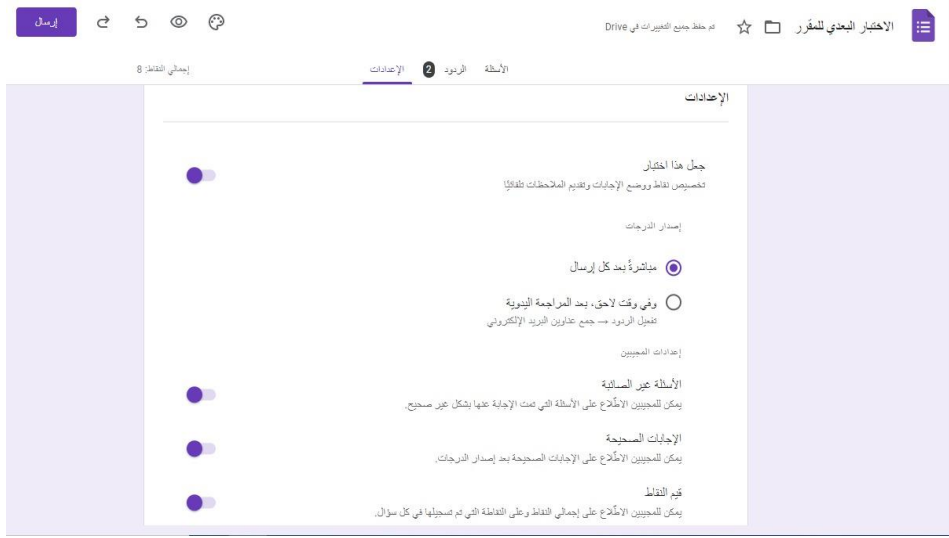 الاختبار البعدي للمقرر
تم حفظ جميع التغييرات في Drive
إرسال
الأسئلة
الردود 2
الإعدادات
إجمالي النقاط: 8
الإعدادات
جعل هذا اختبار
تخصيص نقاط ووضع الإجابات وتقديم الملاحظات تلقائيًا
إصدار الدرجات
مباشرةً بعد كل إرسال
وفي وقت لاحق، بعد المراجعة اليدوية
تفعيل الردود → جمع عناوين البريد الإلكتروني
إعدادات المجيبين
الأسئلة غير الصائبة
يمكن للمجيبين الاطّلاع على الأسئلة التي تمت الإجابة عنها بشكل غير صحيح.
الإجابات الصحيحة
يمكن للمجيبين الاطّلاع على الإجابات الصحيحة بعد إصدار الدرجات.
قيم النقاط
يمكن للمجيبين الاطّلاع على إجمالي النقاط وعلى النقاطة التي تم تسجيلها في كل سؤال.